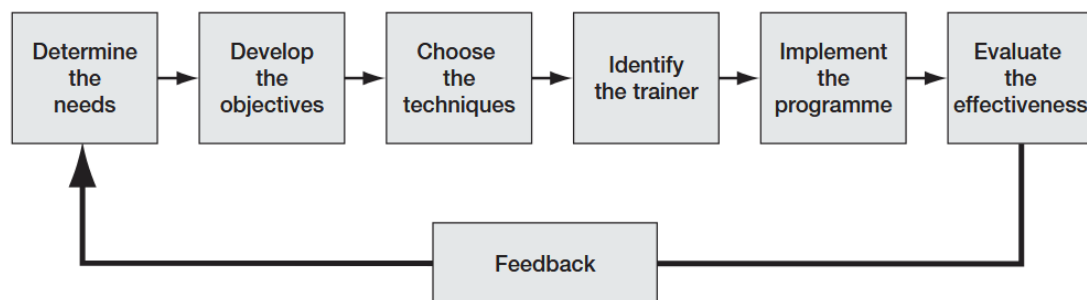 Determine
the
needs
Develop
the
objectives
Choose
the
techniques
Identify
the trainer
Implement
the
programme
Evaluate
the
effectiveness
Feedback